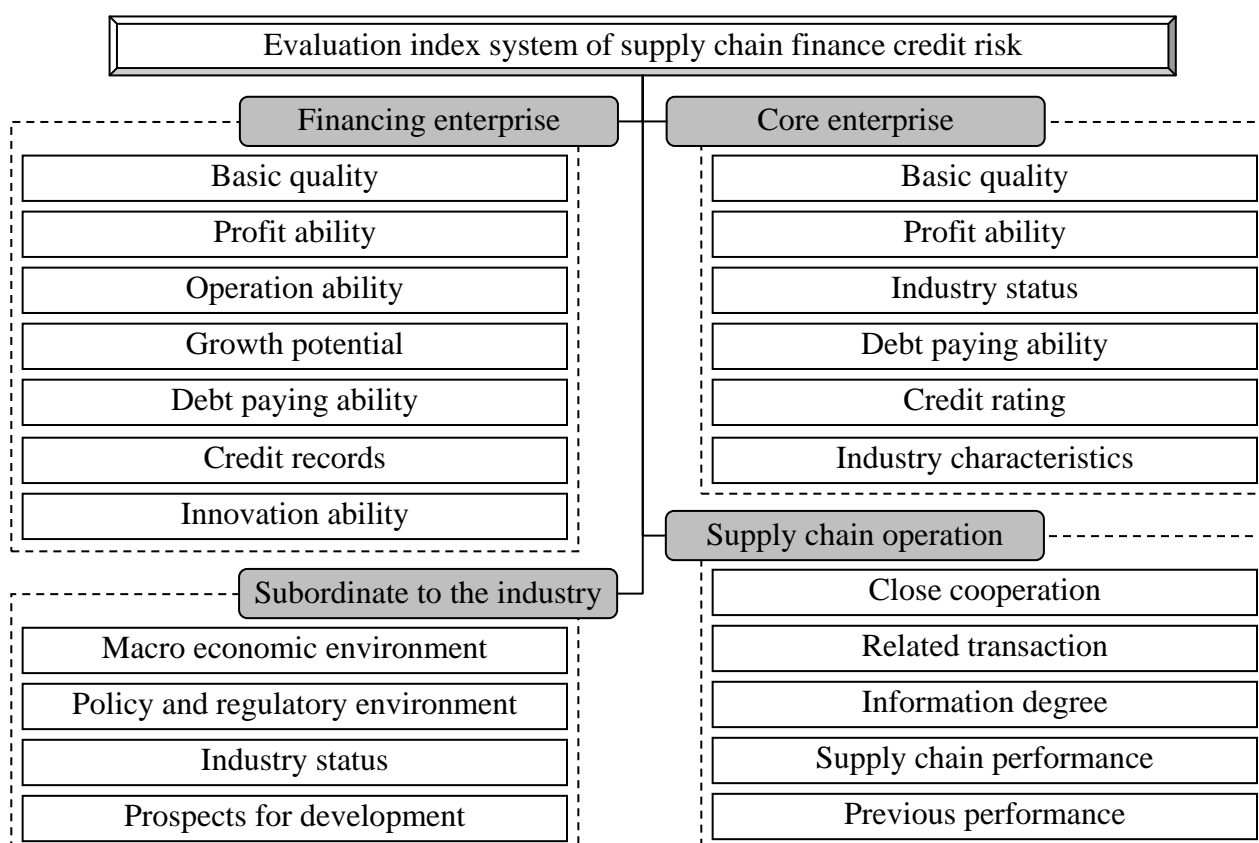 Evaluation index system of supply chain finance credit risk
Financing enterprise
Basic quality
Profit ability
Operation ability
Growth potential
Debt paying ability
Credit records
Innovation ability
Core enterprise
Basic quality
Profit ability
Industry status
Debt paying ability
Credit rating
Industry characteristics
Subordinate to the industry
Macro economic environment
Policy and regulatory environment
Industry status
Prospects for development
Supply chain operation
Close cooperation
Related transaction
Information degree
Supply chain performance
Previous performance